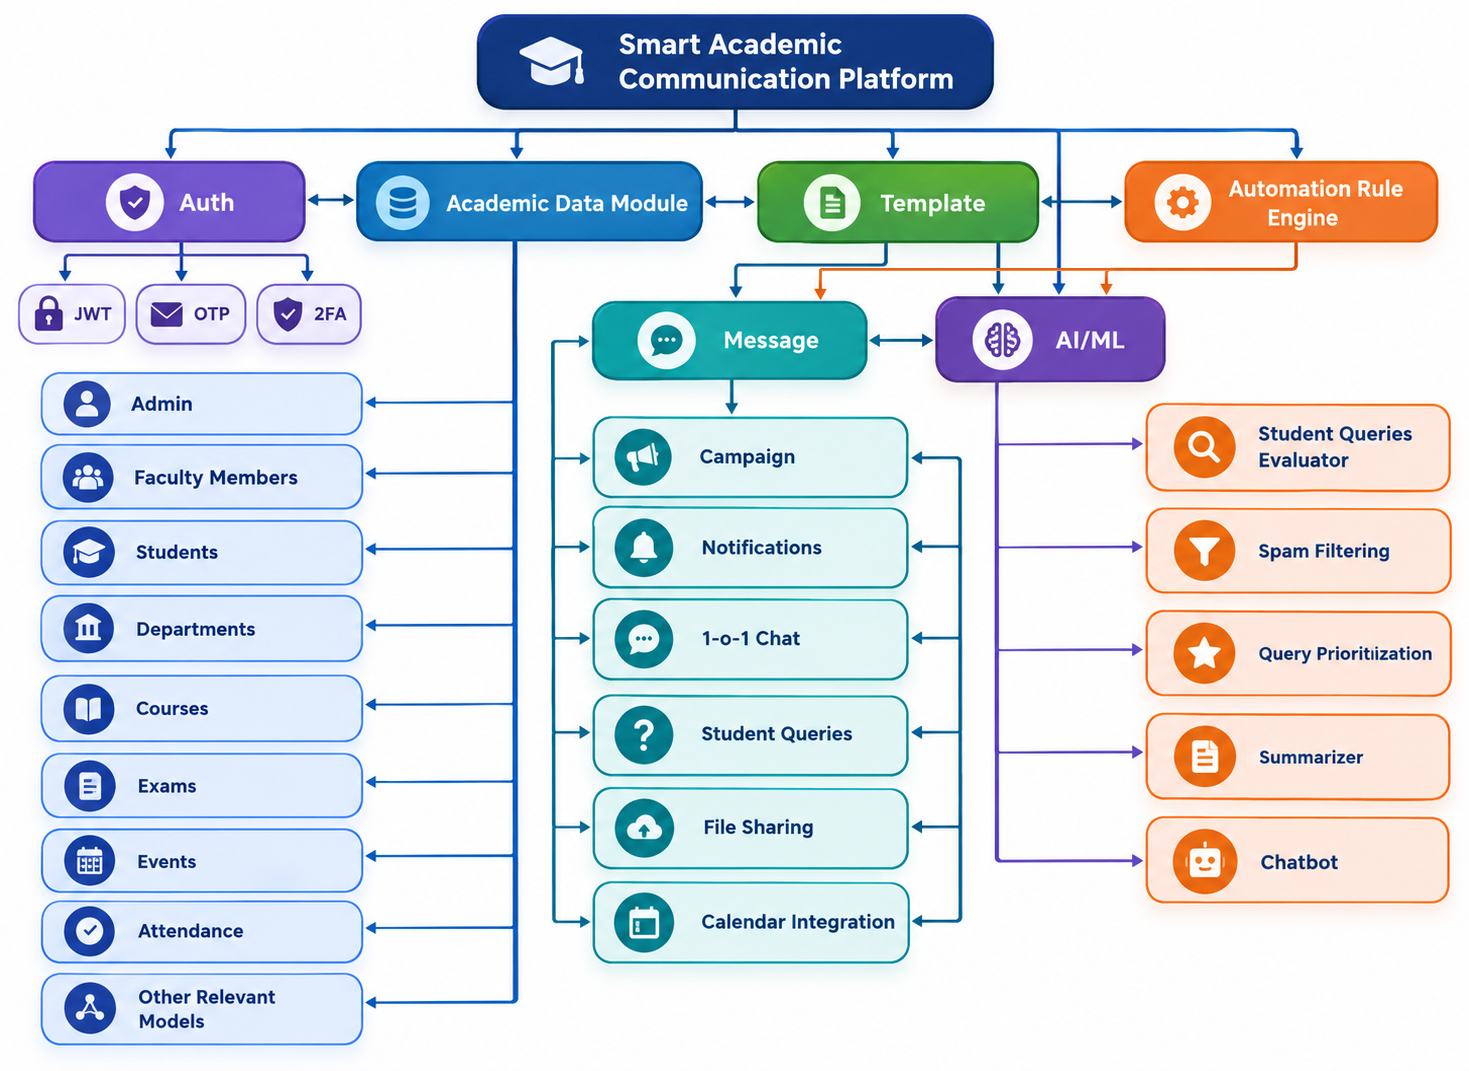 Smart Academic
Communication Platform
Auth
Academic Data Module
Template
Automation Rule
Engine
JWT
OTP
2FA
Message
AI/ML
Admin
Faculty Members
Students
Departments
Courses
Exams
Events
Attendance
Other Relevant
Models
Campaign
Notifications
1-o-1 Chat
Student Queries
File Sharing
Calendar Integration
Student Queries
Evaluator
Spam Filtering
Query Prioritiization
Summarizer
Chatbot